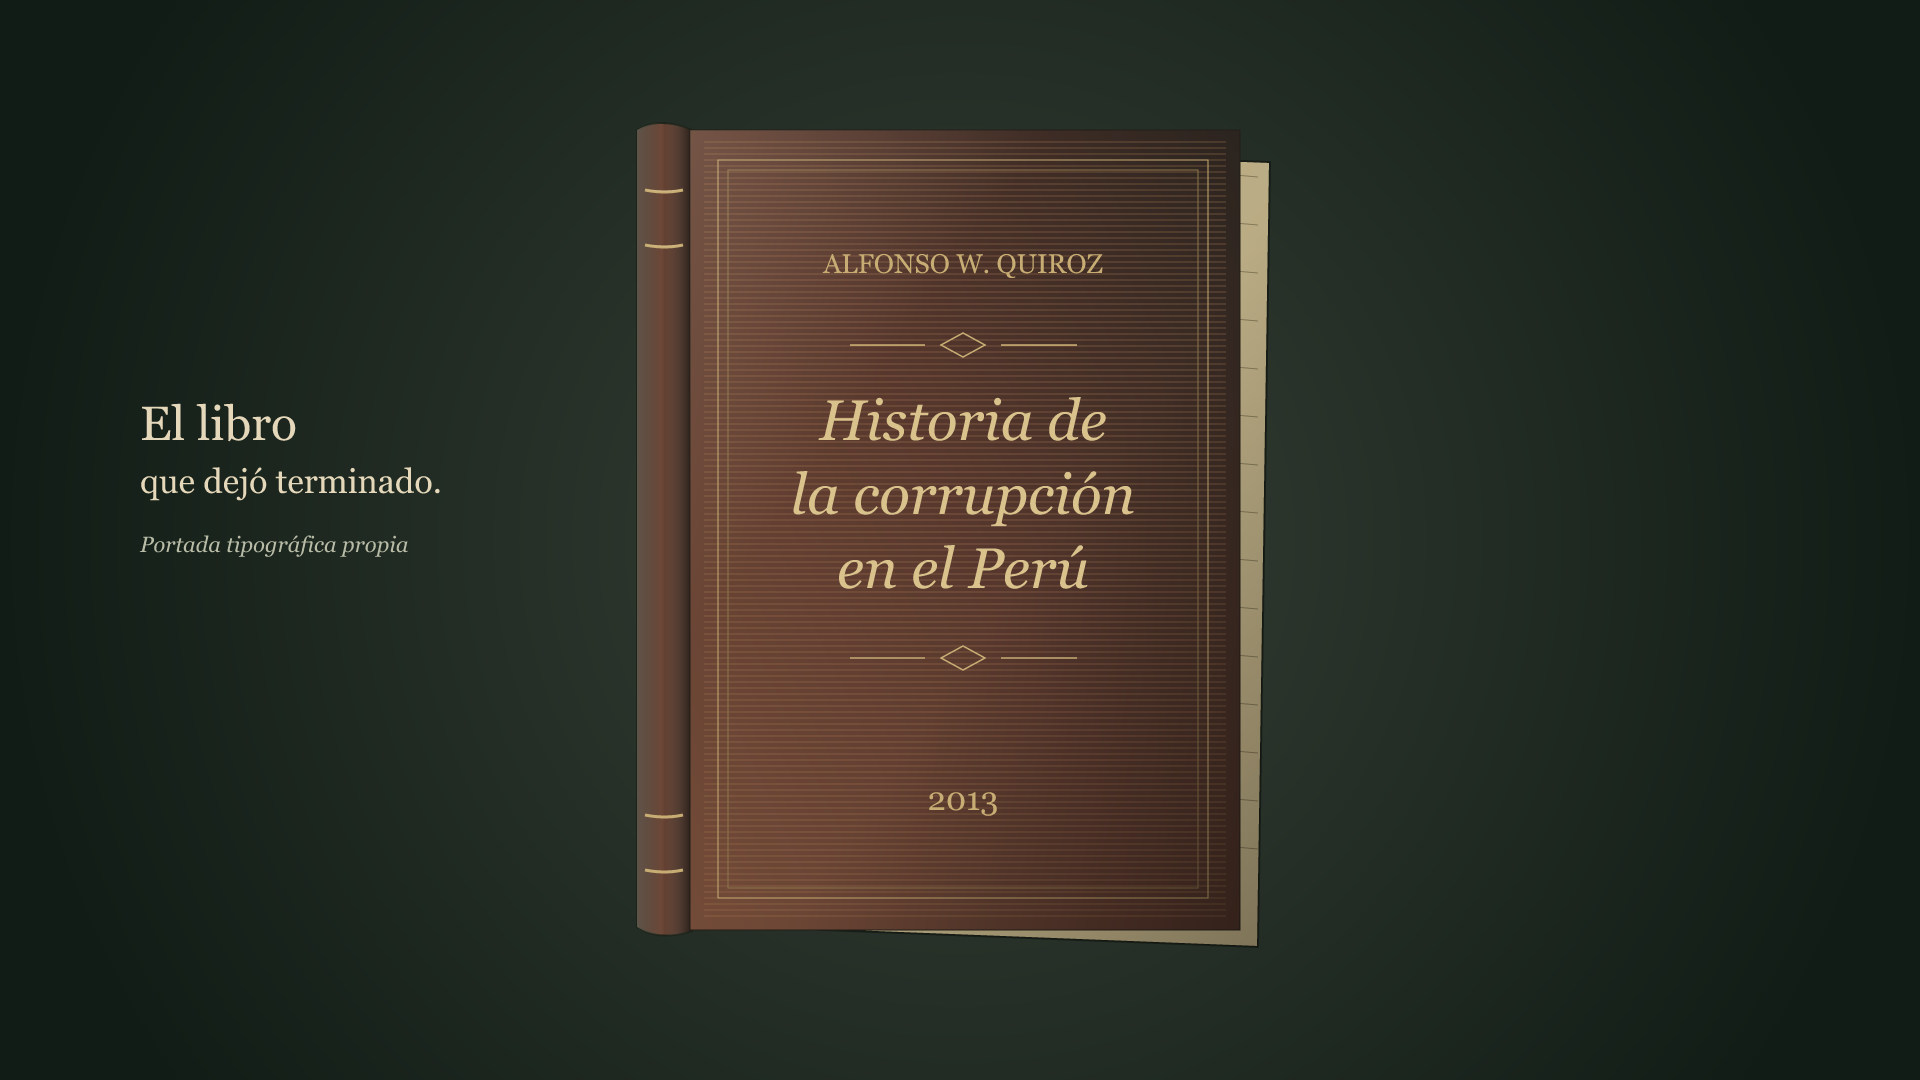 El libro
que dejó terminado.
Portada tipográfica propia
ALFONSO W. QUIROZ
Historia de
la corrupción
en el Perú
2013